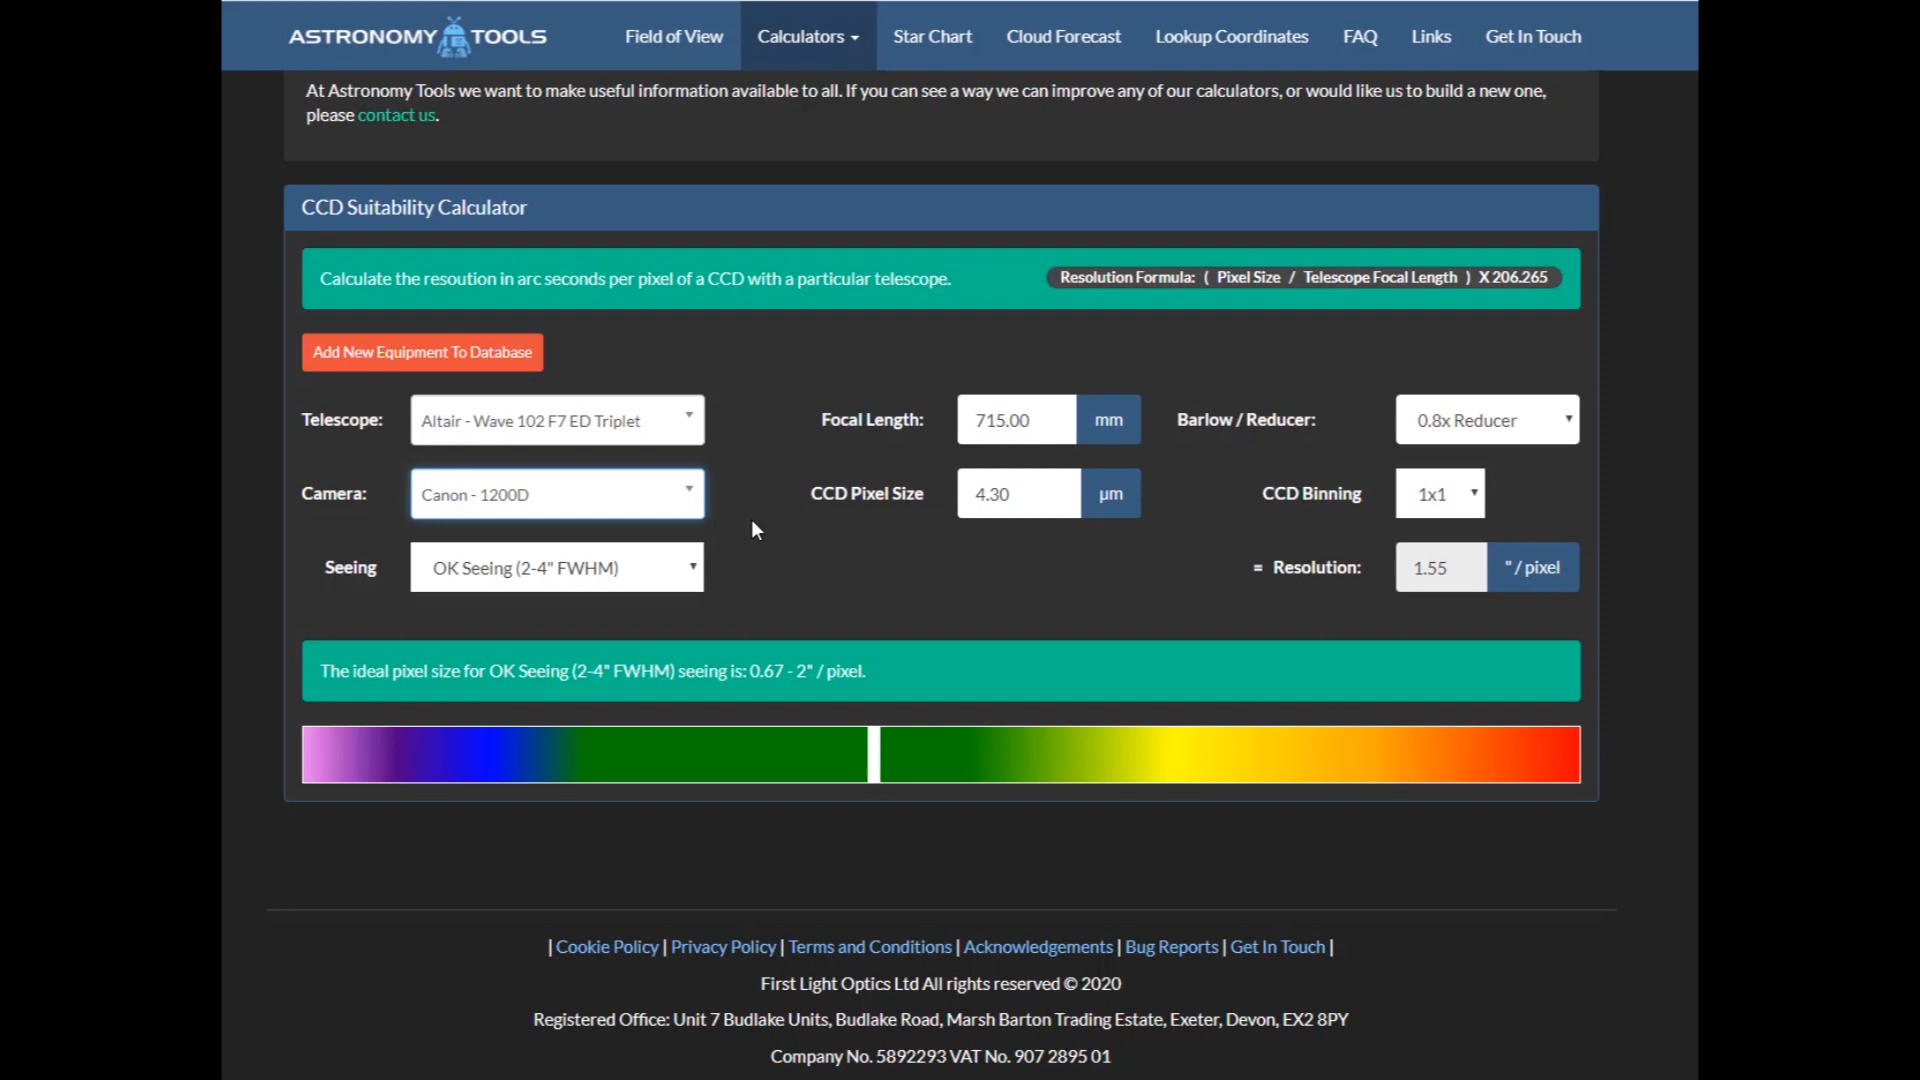 ASTRONOMY TOOLS Field of View Calculators Star Chart Cloud Forecast Lookup Coordinates FAQ Links Get In Touch
At Astronomy Tools we want to make useful information available to all. If you can see a way we can improve any of our calculators, or would like us to build a new one,
please contact us.
CCD Suitability Calculator
Calculate the resoution in arc seconds per pixel of a CCD with a particular telescope. Resolution Formula: ( Pixel Size / Telescope Focal Length ) X 206.265
Add New Equipment To Database
Telescope: Altair - Wave 102 F7 ED Triplet Focal Length: 715.00 mm Barlow / Reducer: 0.8x Reducer
Camera: Canon - 1200D CCD Pixel Size 4.30 µm CCD Binning 1x1
Seeing OK Seeing (2-4" FWHM) = Resolution: 1.55 " / pixel
The ideal pixel size for OK Seeing (2-4" FWHM) seeing is: 0.67 - 2" / pixel.
| Cookie Policy | Privacy Policy | Terms and Conditions | Acknowledgements | Bug Reports | Get In Touch |
First Light Optics Ltd All rights reserved © 2020
Registered Office: Unit 7 Budlake Units, Budlake Road, Marsh Barton Trading Estate, Exeter, Devon, EX2 8PY
Company No. 5892293 VAT No. 907 2895 01